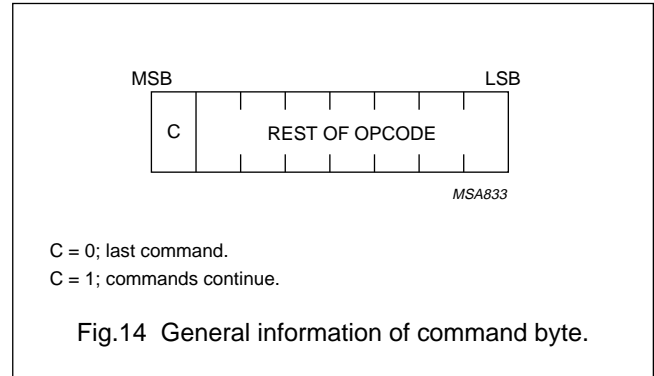 MSB LSB
C REST OF OPCODE
MSA833
C = 0; last command.
C = 1; commands continue.
Fig.14 General information of command byte.